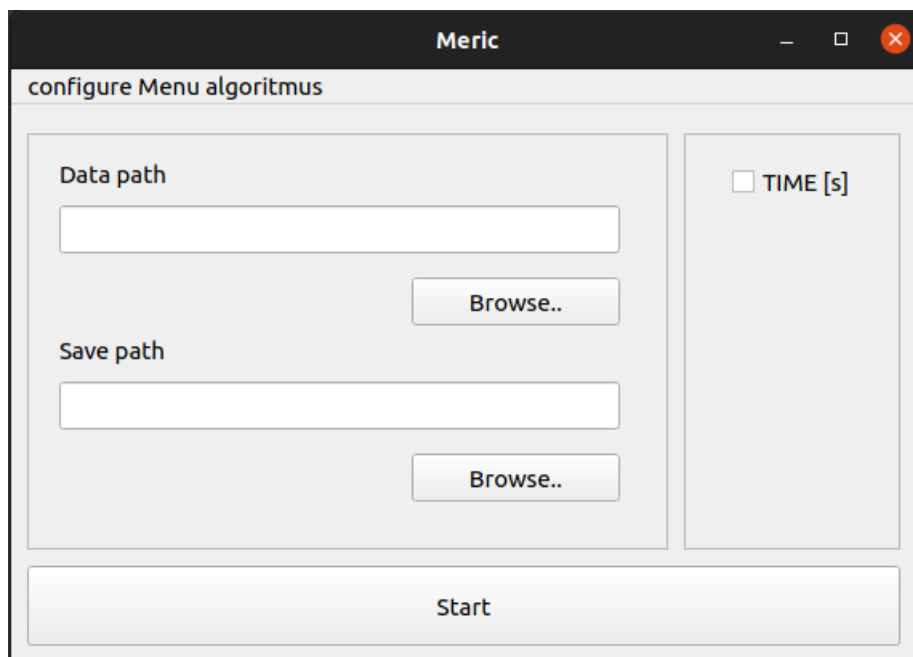 Meric
configure Menu algoritmus
Data path
TIME [s]
Browse..
Save path
Browse..
Start